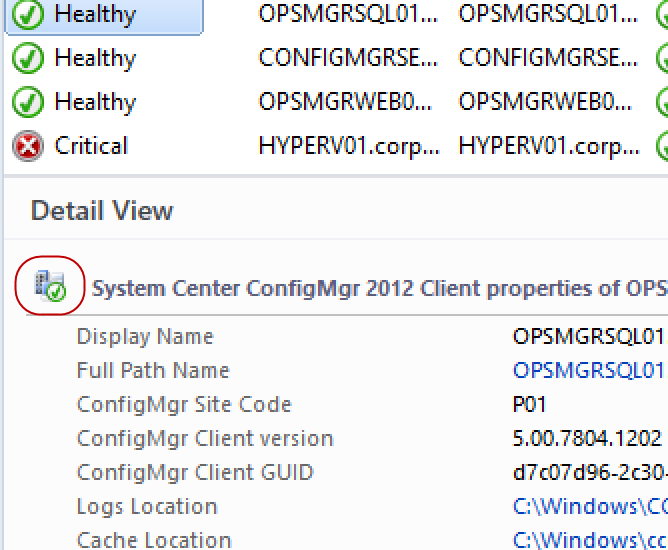 Healthy OPSMGRSQL01... OPSMGRSQL01...
Healthy CONFIGMGRSE... CONFIGMGRSE...
Healthy OPSMGRWEB0... OPSMGRWEB0...
Critical HYPERV01.corp... HYPERV01.corp...
Detail View
System Center ConfigMgr 2012 Client properties of OPS
Display Name OPSMGRSQL01
Full Path Name OPSMGRSQL01
ConfigMgr Site Code P01
ConfigMgr Client version 5.00.7804.1202
ConfigMgr Client GUID d7c07d96-2c30-
Logs Location C:\Windows\CC
Cache Location C:\Windows\cc